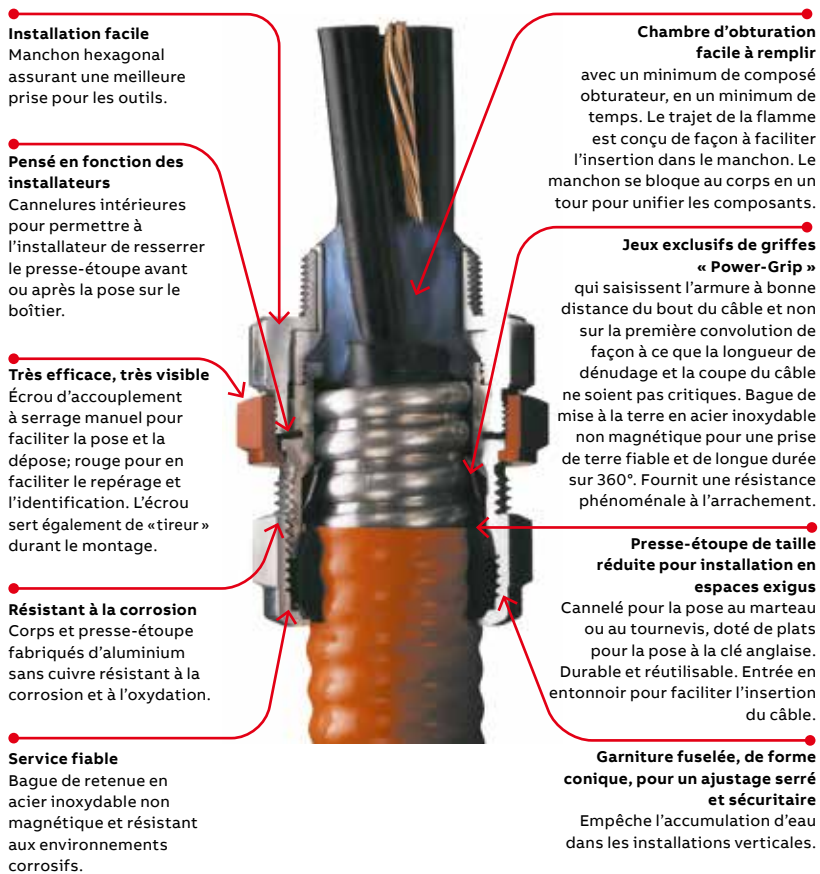 Installation facile
Manchon hexagonal
assurant une meilleure
prise pour les outils.
Pensé en fonction des
installateurs
Cannelures intérieures
pour permettre à
l’installateur de resserrer
le presse-étoupe avant
ou après la pose sur le
boîtier.
Très efficace, très visible
Écrou d’accouplement
à serrage manuel pour
faciliter la pose et la
dépose; rouge pour en
faciliter le repérage et
l’identification. L’écrou
sert également de «tireur»
durant le montage.
Résistant à la corrosion
Corps et presse-étoupe
fabriqués d’aluminium
sans cuivre résistant à la
corrosion et à l’oxydation.
Service fiable
Bague de retenue en
acier inoxydable non
magnétique et résistant
aux environnements
corrosifs.
Chambre d’obturation
facile à remplir
avec un minimum de composé
obturateur, en un minimum de
temps. Le trajet de la flamme
est conçu de façon à faciliter
l’insertion dans le manchon. Le
manchon se bloque au corps en un
tour pour unifier les composants.
Jeux exclusifs de griffes
« Power-Grip »
qui saisissent l’armure à bonne
distance du bout du câble et non
sur la première convolution de
façon à ce que la longueur de
dénudage et la coupe du câble
ne soient pas critiques. Bague de
mise à la terre en acier inoxydable
non magnétique pour une prise
de terre fiable et de longue durée
sur 360°. Fournit une résistance
phénoménale à l’arrachement.
Presse-étoupe de taille
réduite pour installation en
espaces exigus
Cannelé pour la pose au marteau
ou au tournevis, doté de plats
pour la pose à la clé anglaise.
Durable et réutilisable. Entrée en
entonnoir pour faciliter l’insertion
du câble.
Garniture fuselée, de forme
conique, pour un ajustage serré
et sécuritaire
Empêche l’accumulation d’eau
dans les installations verticales.